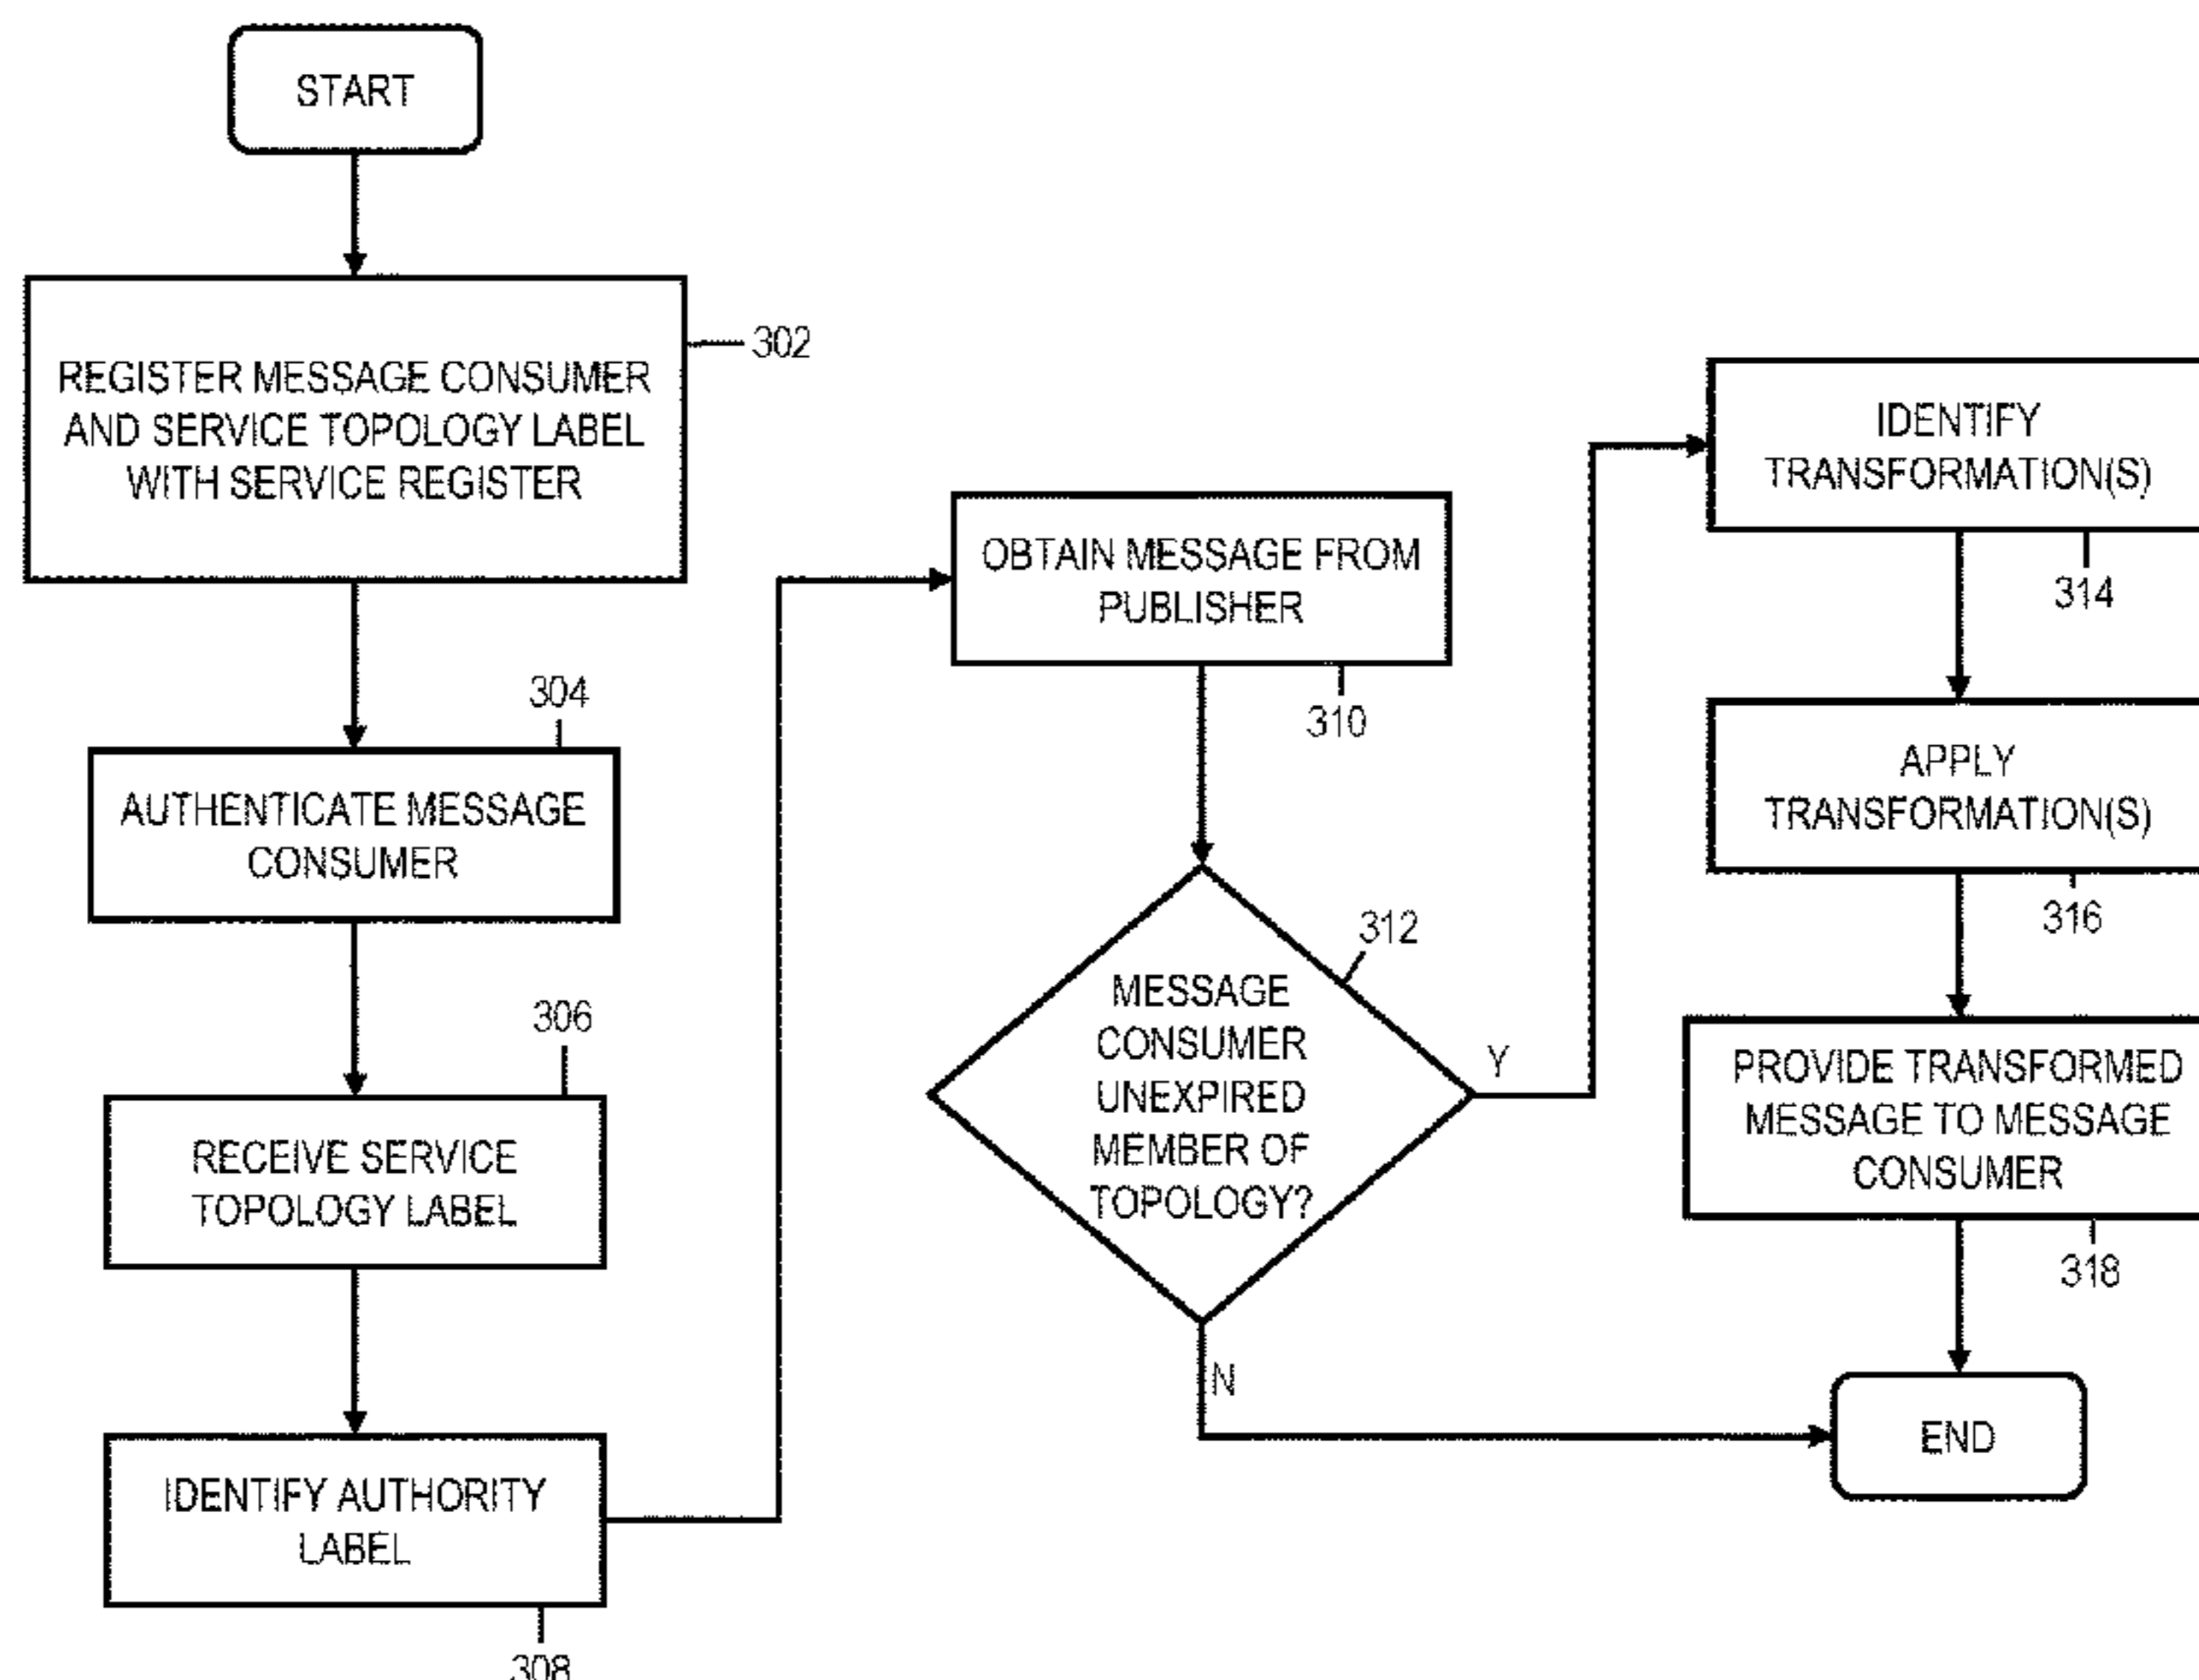 START
REGISTER MESSAGE CONSUMER
AND SERVICE TOPOLOGY LABEL
WITH SERVICE REGISTER
302
304
AUTHENTICATE MESSAGE
CONSUMER
306
RECEIVE SERVICE
TOPOLOGY LABEL
IDENTIFY AUTHORITY
LABEL
308
OBTAIN MESSAGE FROM
PUBLISHER
310
312
MESSAGE
CONSUMER
UNEXPIRED
MEMBER OF
TOPOLOGY?
Y
N
IDENTIFY
TRANSFORMATION(S)
314
APPLY
TRANSFORMATION(S)
316
PROVIDE TRANSFORMED
MESSAGE TO MESSAGE
CONSUMER
318
END